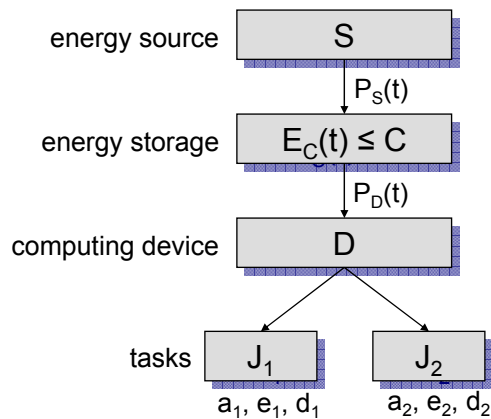 energy source S
P_S(t)
energy storage E_C(t) ≤ C
P_D(t)
computing device D
tasks J_1 J_2
a_1, e_1, d_1 a_2, e_2, d_2